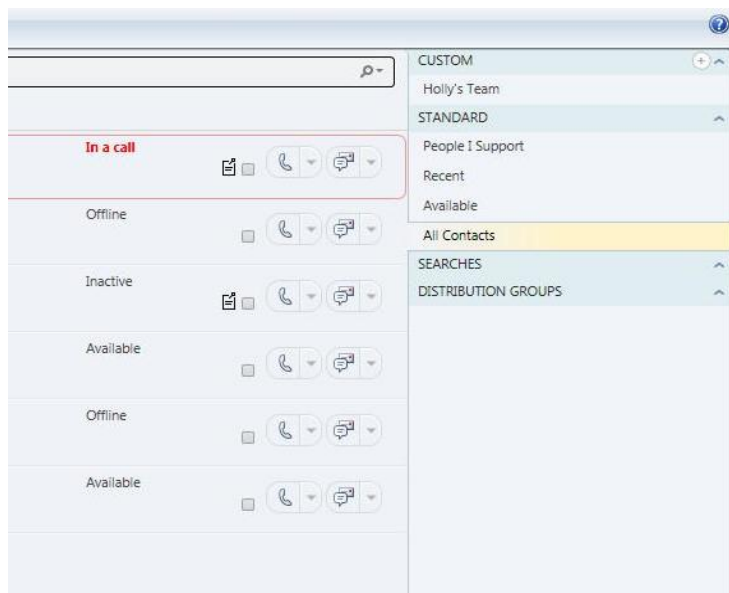 CUSTOM
Holly's Team
STANDARD
In a call
People I Support
Recent
Available
Offline
All Contacts
SEARCHES
Inactive
DISTRIBUTION GROUPS
Available
Offline
Available